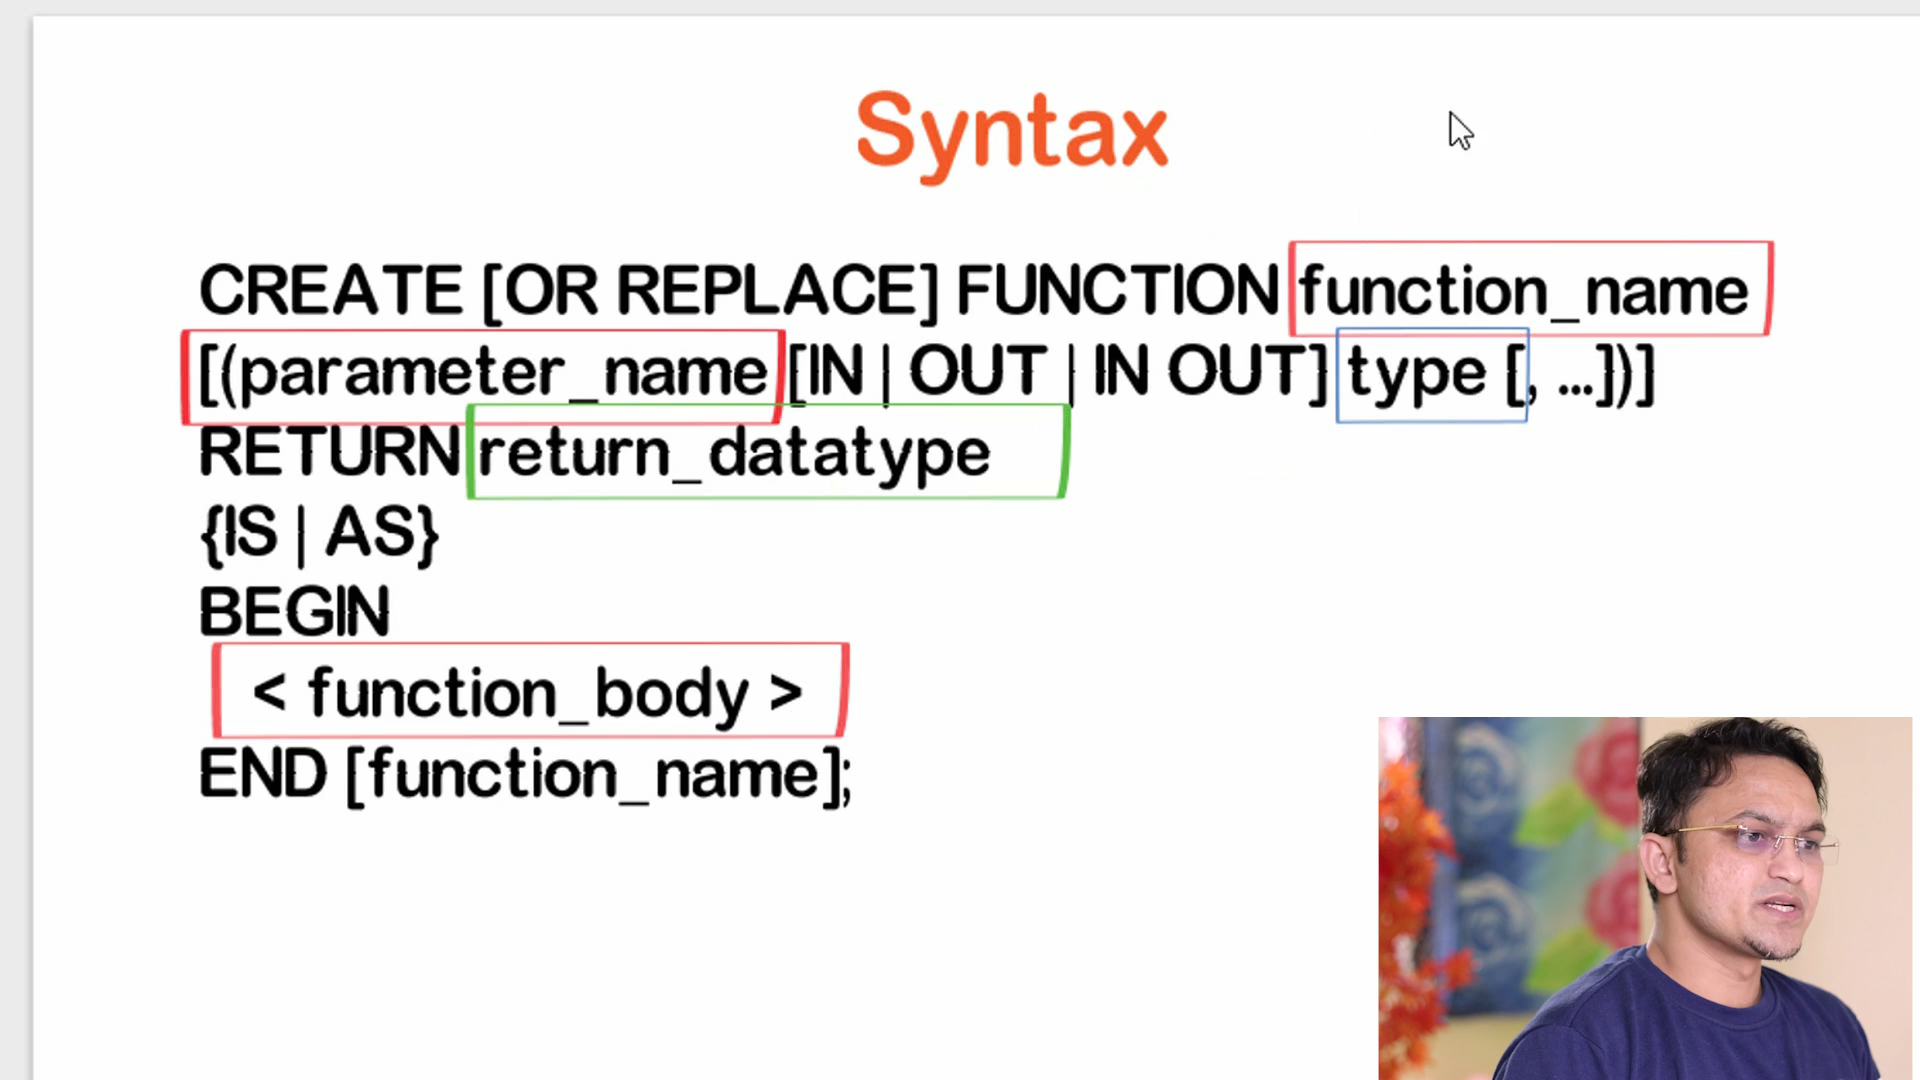 Syntax
CREATE [OR REPLACE] FUNCTION function_name
[(parameter_name [IN | OUT | IN OUT] type [, ...])]
RETURN return_datatype
{IS | AS}
BEGIN
< function_body >
END [function_name];